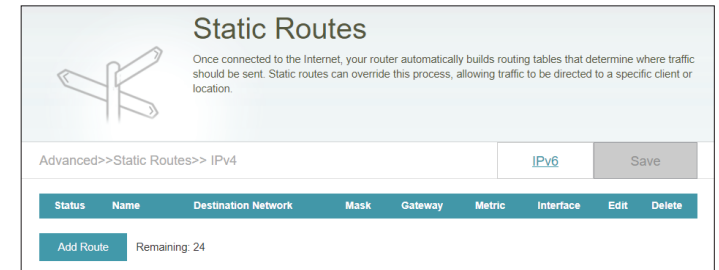 Static Routes
Once connected to the Internet, your router automatically builds routing tables that determine where traffic
should be sent. Static routes can override this process, allowing traffic to be directed to a specific client or
location.
Advanced>>Static Routes>> IPv4
IPv6
Save
Status Name Destination Network Mask Gateway Metric Interface Edit Delete
Add Route Remaining: 24